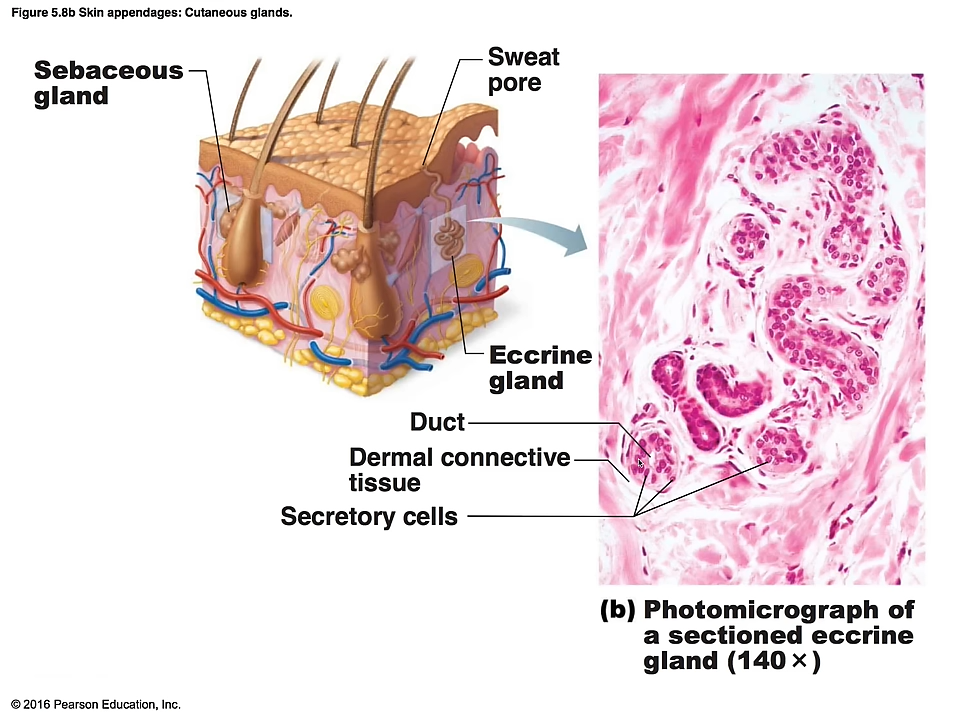 Figure 5.8b Skin appendages: Cutaneous glands.
Sebaceous
gland
Sweat
pore
Eccrine
gland
Duct
Dermal connective
tissue
Secretory cells
(b) Photomicrograph of
a sectioned eccrine
gland (140×)
© 2016 Pearson Education, Inc.